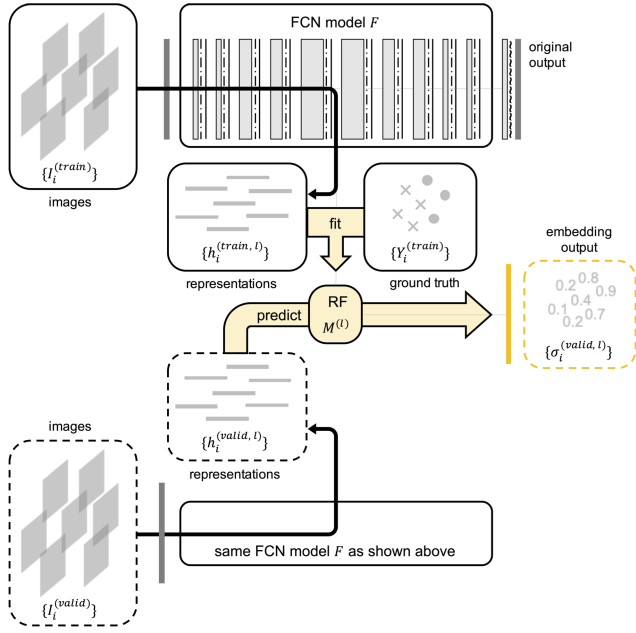 FCN model F
original
output
{I_i^(train)}
images
{h_i^(train, l)}
fit
{Y_i^(train)}
representations
ground truth
embedding
output
RF
M^(l)
predict
0.8
0.2
0.9
0.4
0.1
0.7
0.2
{σ_i^(valid, l)}
images
{h_i^(valid, l)}
representations
same FCN model F as shown above
{I_i^(valid)}